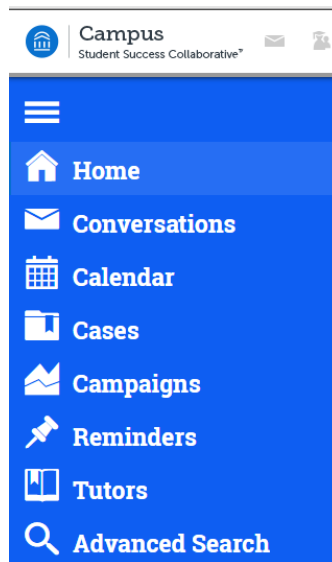 Campus
Student Success Collaborative™
Home
Conversations
Calendar
Cases
Campaigns
Reminders
Tutors
Advanced Search